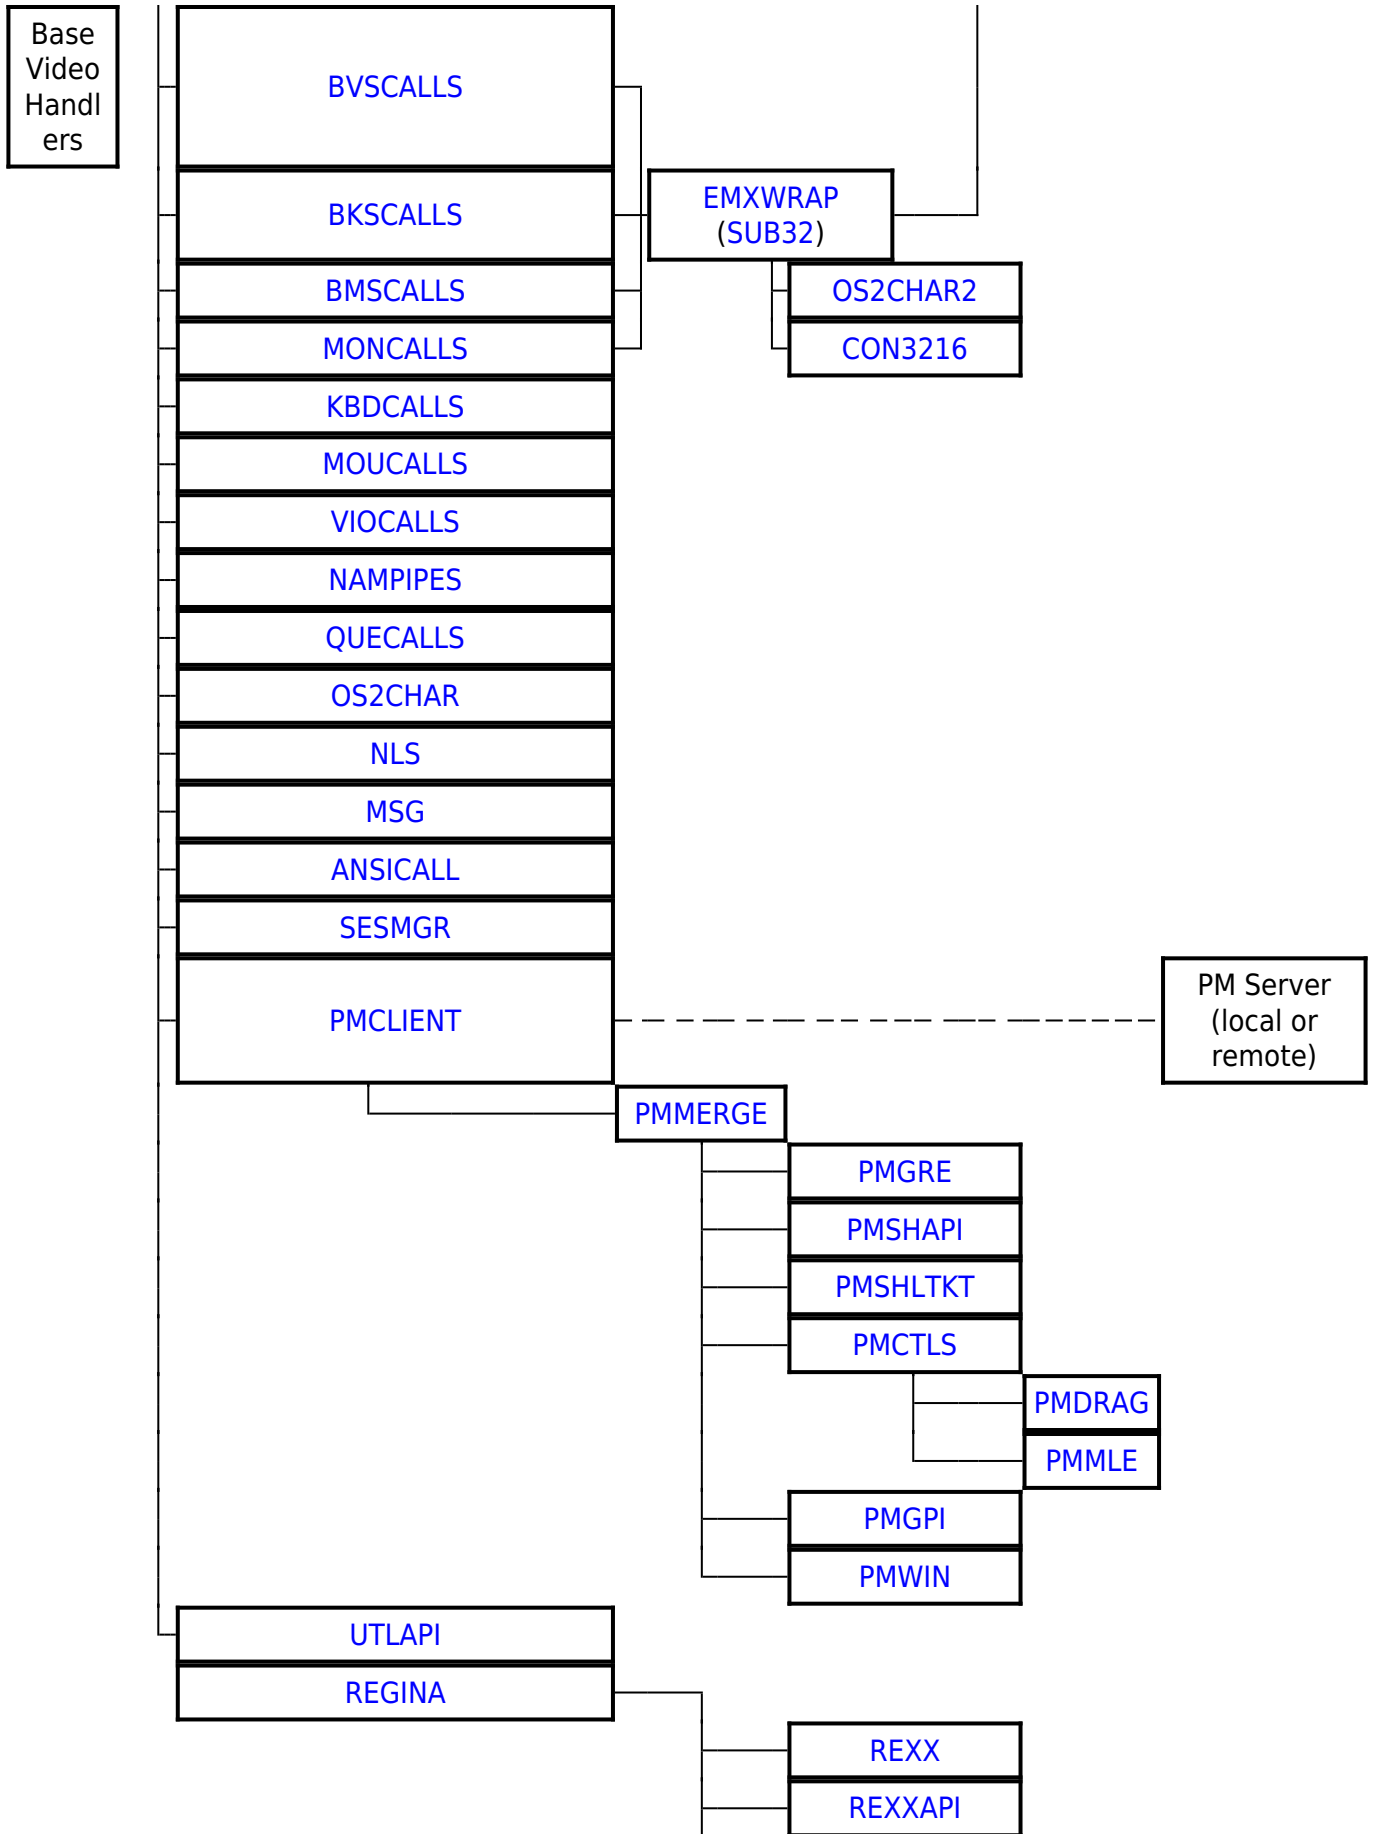 Base
Video
Handl
ers
BVSCALLS
BKSCALLS
EMXWRAP
(SUB32)
BMSCALLS
OS2CHAR2
MONCALLS
CON3216
KBDCALLS
MOUCALLS
VIOCALLS
NAMPIPES
QUECALLS
OS2CHAR
NLS
MSG
ANSICALL
SESMGR
PMCLIENT
PM Server
(local or
remote)
PMMERGE
PMGRE
PMSHAPI
PMSHLTKT
PMCTLS
PMDRAG
PMMLE
PMGPI
PMWIN
UTLAPI
REGINA
REXX
REXXAPI